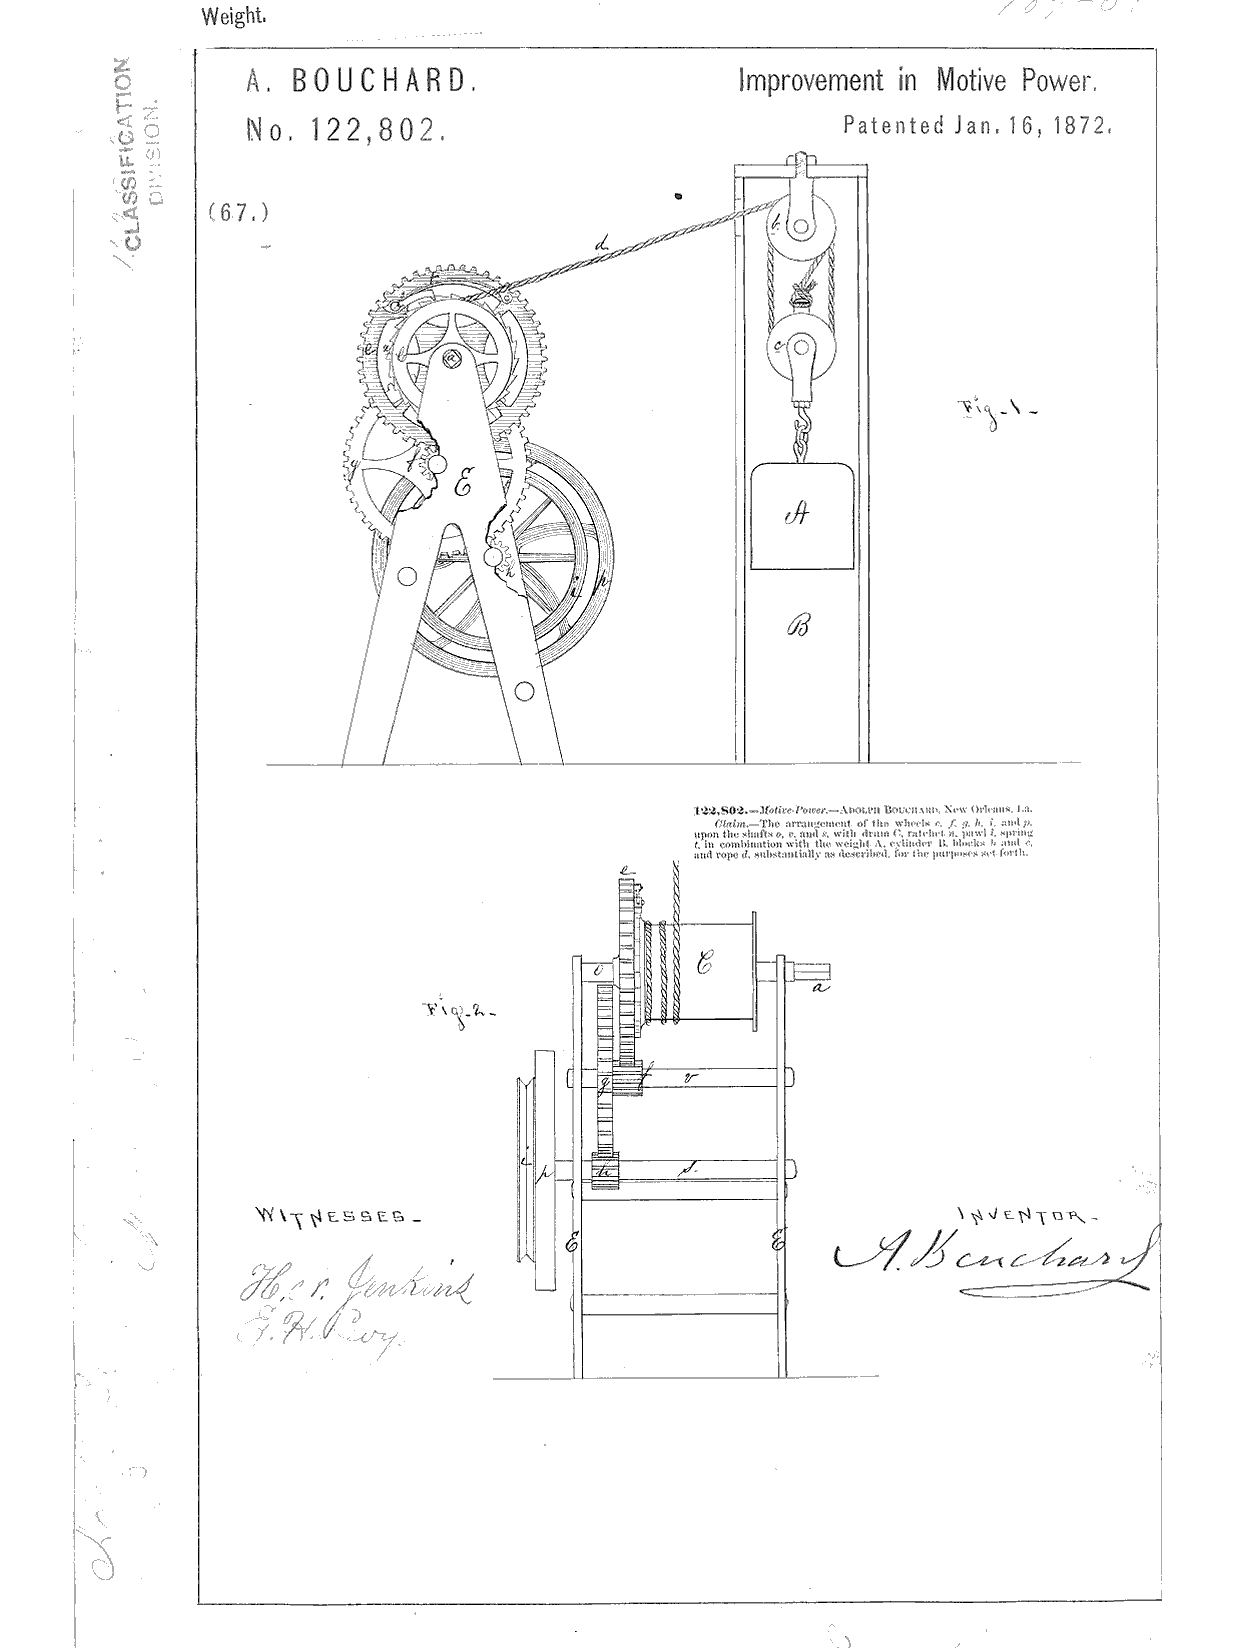 Weight.
CLASSIFICATION
DIVISION.
A. BOUCHARD.
Improvement in Motive Power.
No. 122,802.
Patented Jan. 16, 1872.
(67.)
b
d
c
Fig. 1
a
E
A
B
i
p
h
122,802.—Motive-Power.—ADOLPH BOUCHARD, New Orleans, La.
Claim.—The arrangement of the wheels e, f, g, h, i, and p,
upon the shafts o, v, and s, with drum C, ratchet n, pawl l, spring
t, in combination with the weight A, cylinder B, blocks b and c,
and rope d, substantially as described, for the purposes set forth.
e
o
C
a
Fig. 2
g
f
v
i
p
h
s
E
E
WITNESSES
INVENTOR
A. Bouchard
Jenkins